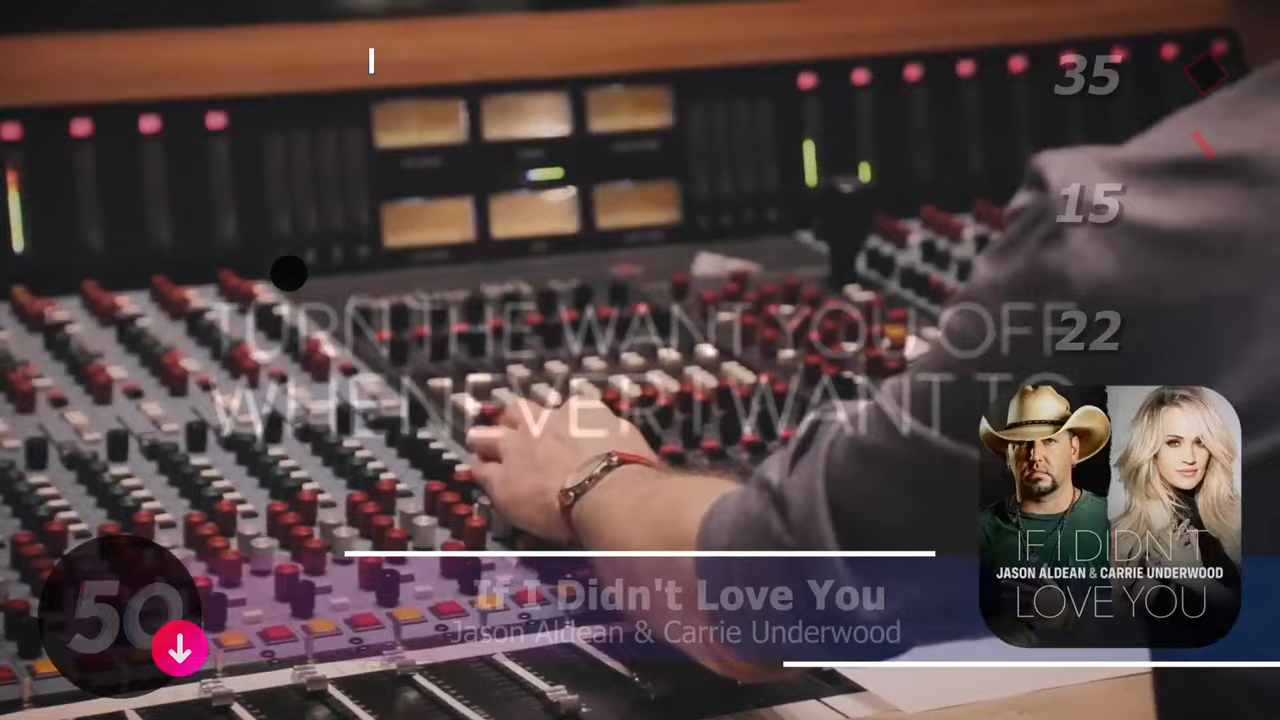 35
15
TURN THE WANT YOU OFF
22
WHENEVER I WANT TO
IF I DIDN'T
JASON ALDEAN & CARRIE UNDERWOOD
LOVE YOU
50
If I Didn't Love You
Jason Aldean & Carrie Underwood